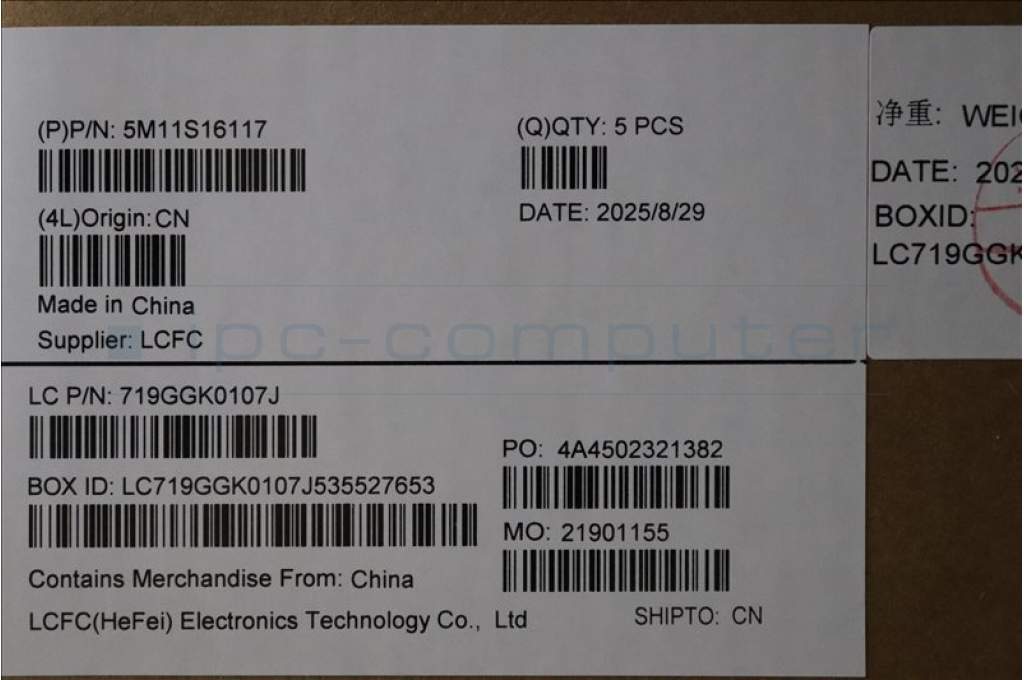 (P)P/N: 5M11S16117
(Q)QTY: 5 PCS
(4L)Origin: CN
DATE: 2025/8/29
Made in China
Supplier: LCFC
LC P/N: 719GGK0107J
PO: 4A4502321382
BOX ID: LC719GGK0107J535527653
MO: 21901155
Contains Merchandise From: China
LCFC(HeFei) Electronics Technology Co., Ltd
SHIPTO: CN
净重:
DATE:
BOXID:
ipc-computer